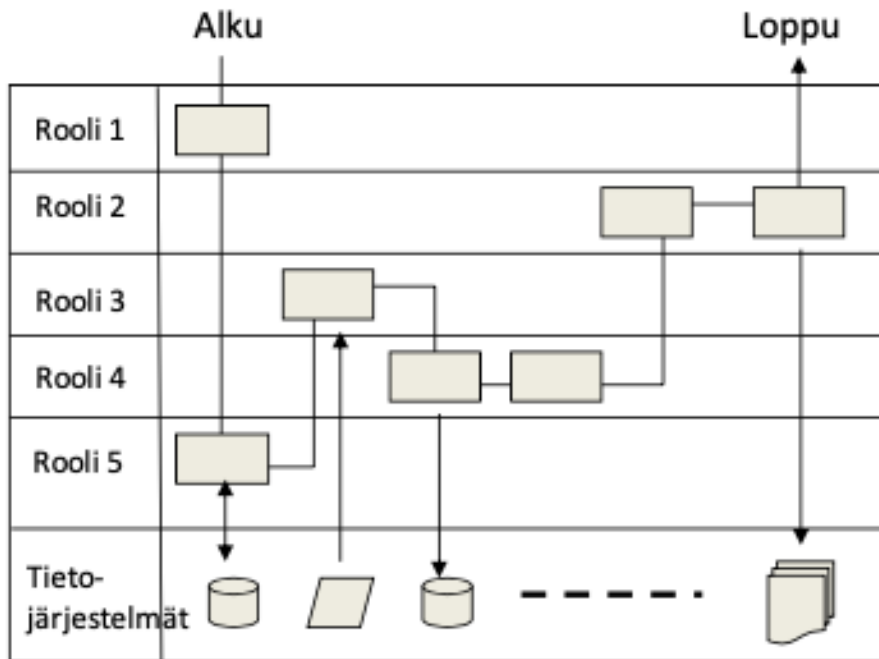 Alku
Loppu
Rooli 1
Rooli 2
Rooli 3
Rooli 4
Rooli 5
Tieto-
järjestelmät